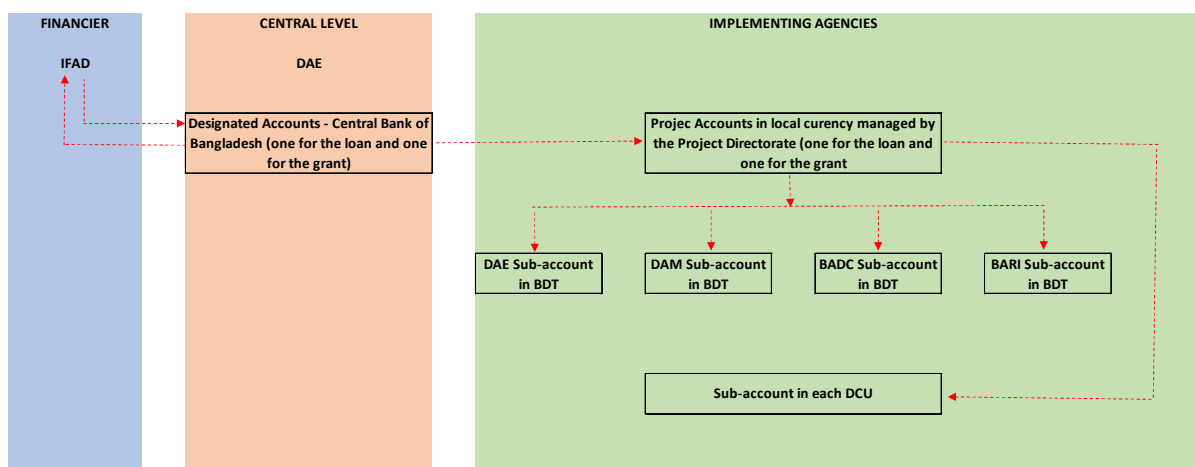 FINANCIER
CENTRAL LEVEL
IMPLEMENTING AGENCIES
IFAD
DAE
Designated Accounts - Central Bank of
Bangladesh (one for the loan and one
for the grant)
Projec Accounts in local curency managed by
the Project Directorate (one for the loan and
one for the grant
DAE Sub-account
in BDT
DAM Sub-account
in BDT
BADC Sub-account
in BDT
BARI Sub-account
in BDT
Sub-account in each DCU